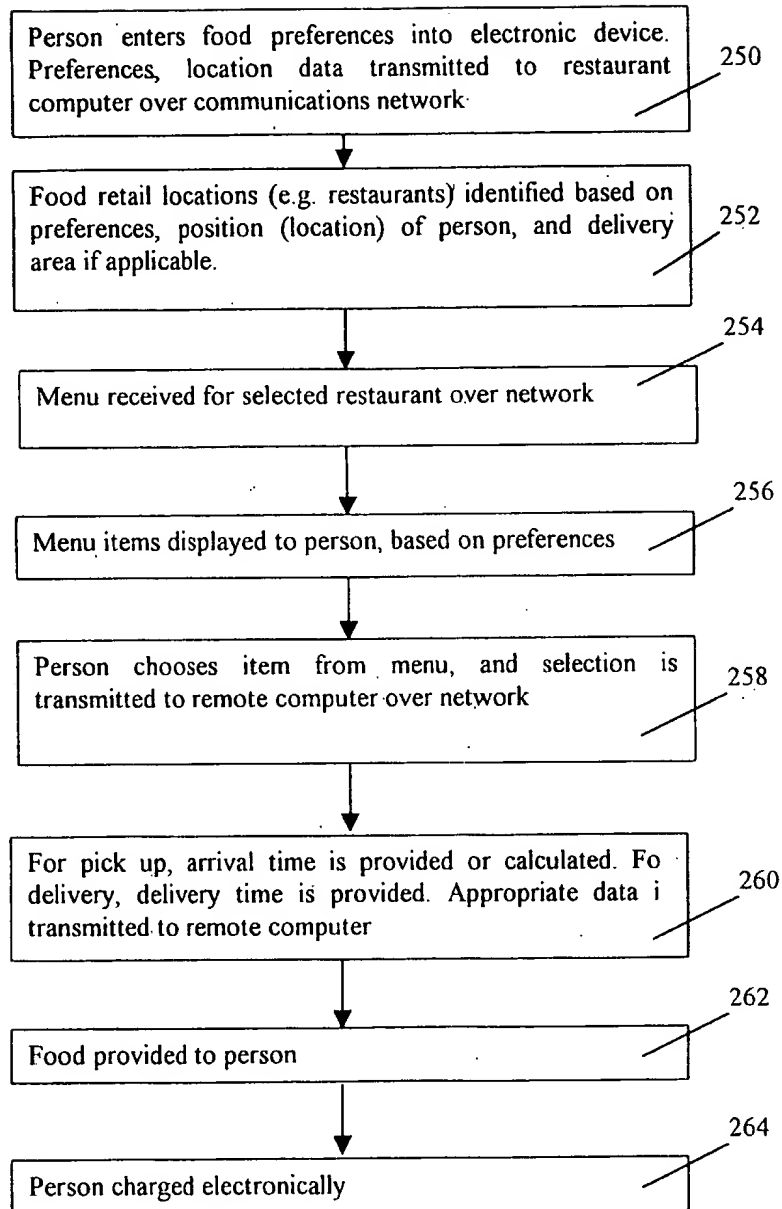 Person enters food preferences into electronic device.
Preferences, location data transmitted to restaurant
computer over communications network
250
Food retail locations (e.g. restaurants) identified based on
preferences, position (location) of person, and delivery
area if applicable.
252
254
Menu received for selected restaurant over network
256
Menu items displayed to person, based on preferences
Person chooses item from menu, and selection is
transmitted to remote computer over network
258
For pick up, arrival time is provided or calculated. Fo
delivery, delivery time is provided. Appropriate data i
transmitted to remote computer
260
262
Food provided to person
264
Person charged electronically